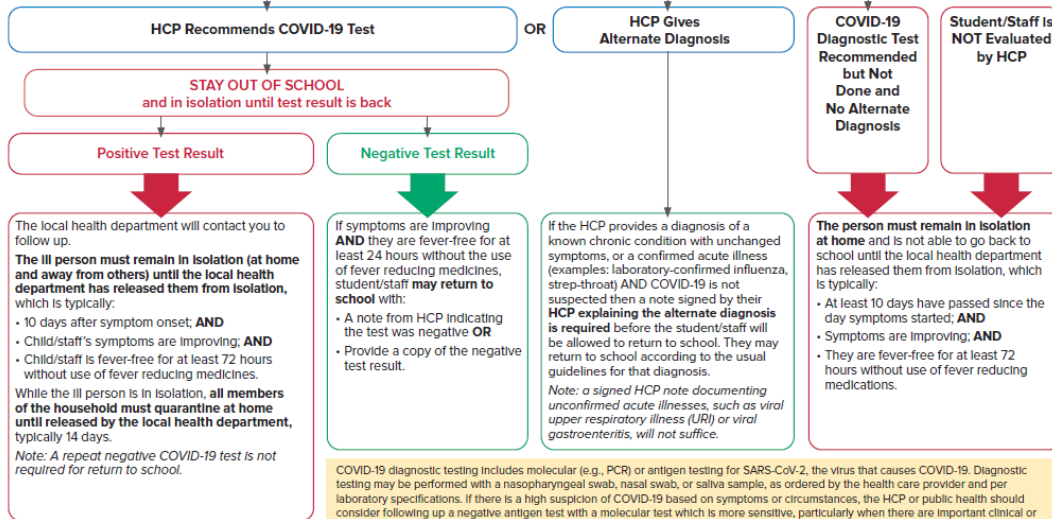 HCP Recommends COVID-19 Test
OR
HCP Gives
Alternate Diagnosis
COVID-19
Diagnostic Test
Recommended
but Not
Done and
No Alternate
Diagnosis
Student/Staff is
NOT Evaluated
by HCP
STAY OUT OF SCHOOL
and in isolation until test result is back
Positive Test Result
Negative Test Result
The local health department will contact you to
follow up.
The ill person must remain in isolation (at home
and away from others) until the local health
department has released them from isolation,
which is typically:
• 10 days after symptom onset; AND
• Child/staff's symptoms are improving; AND
• Child/staff is fever-free for at least 72 hours
without use of fever reducing medicines.
While the ill person is in isolation, all members
of the household must quarantine at home
until released by the local health department,
typically 14 days.
Note: A repeat negative COVID-19 test is not
required for return to school.
If symptoms are improving
AND they are fever-free for at
least 24 hours without the use
of fever reducing medicines,
student/staff may return to
school with:
• A note from HCP indicating
the test was negative OR
• Provide a copy of the negative
test result.
If the HCP provides a diagnosis of a
known chronic condition with unchanged
symptoms, or a confirmed acute illness
(examples: laboratory-confirmed influenza,
strep-throat) AND COVID-19 is not
suspected then a note signed by their
HCP explaining the alternate diagnosis
is required before the student/staff will
be allowed to return to school. They may
return to school according to the usual
guidelines for that diagnosis.
Note: a signed HCP note documenting
unconfirmed acute illnesses, such as viral
upper respiratory illness (URI) or viral
gastroenteritis, will not suffice.
The person must remain in isolation
at home and is not able to go back to
school until the local health department
has released them from isolation, which
is typically:
• At least 10 days have passed since the
day symptoms started; AND
• Symptoms are improving; AND
• They are fever-free for at least 72
hours without use of fever reducing
medications.
COVID-19 diagnostic testing includes molecular (e.g., PCR) or antigen testing for SARS-CoV-2, the virus that causes COVID-19. Diagnostic
testing may be performed with a nasopharyngeal swab, nasal swab, or saliva sample, as ordered by the health care provider and per
laboratory specifications. If there is a high suspicion of COVID-19 based on symptoms or circumstances, the HCP or public health should
consider following up a negative antigen test with a molecular test which is more sensitive, particularly when there are important clinical or